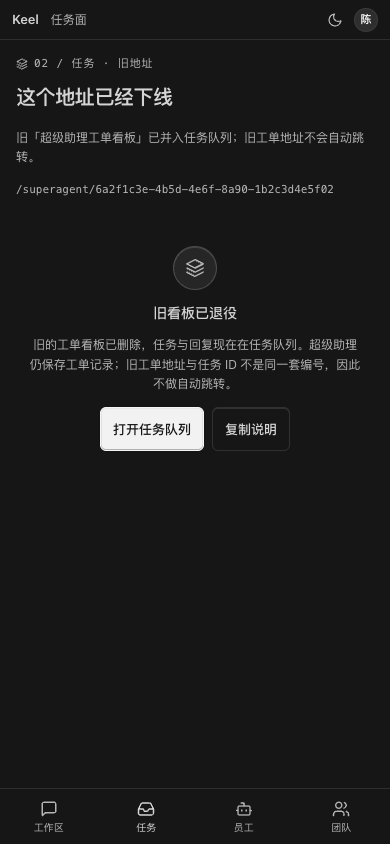 Keel 任务面
陈
02 / 任务 · 旧地址
这个地址已经下线
旧「超级助理工单看板」已并入任务队列；旧工单地址不会自动跳
转。
/superagent/6a2f1c3e-4b5d-4e6f-8a90-1b2c3d4e5f02
旧看板已退役
旧的工单看板已删除，任务与回复现在在任务队列。超级助理
仍保存工单记录；旧工单地址与任务 ID 不是同一套编号，因此
不做自动跳转。
打开任务队列 复制说明
工作区 任务 员工 团队